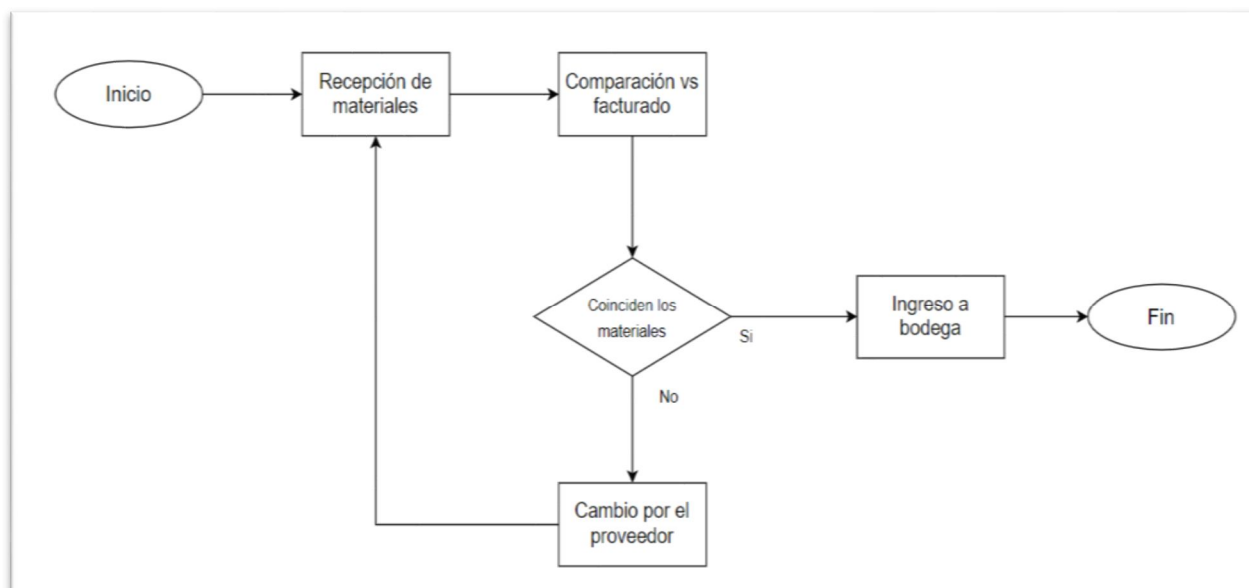 Inicio
Recepción de
materiales
Comparación vs
facturado
Coinciden los
materiales
Si
Ingreso a
bodega
Fin
No
Cambio por el
proveedor